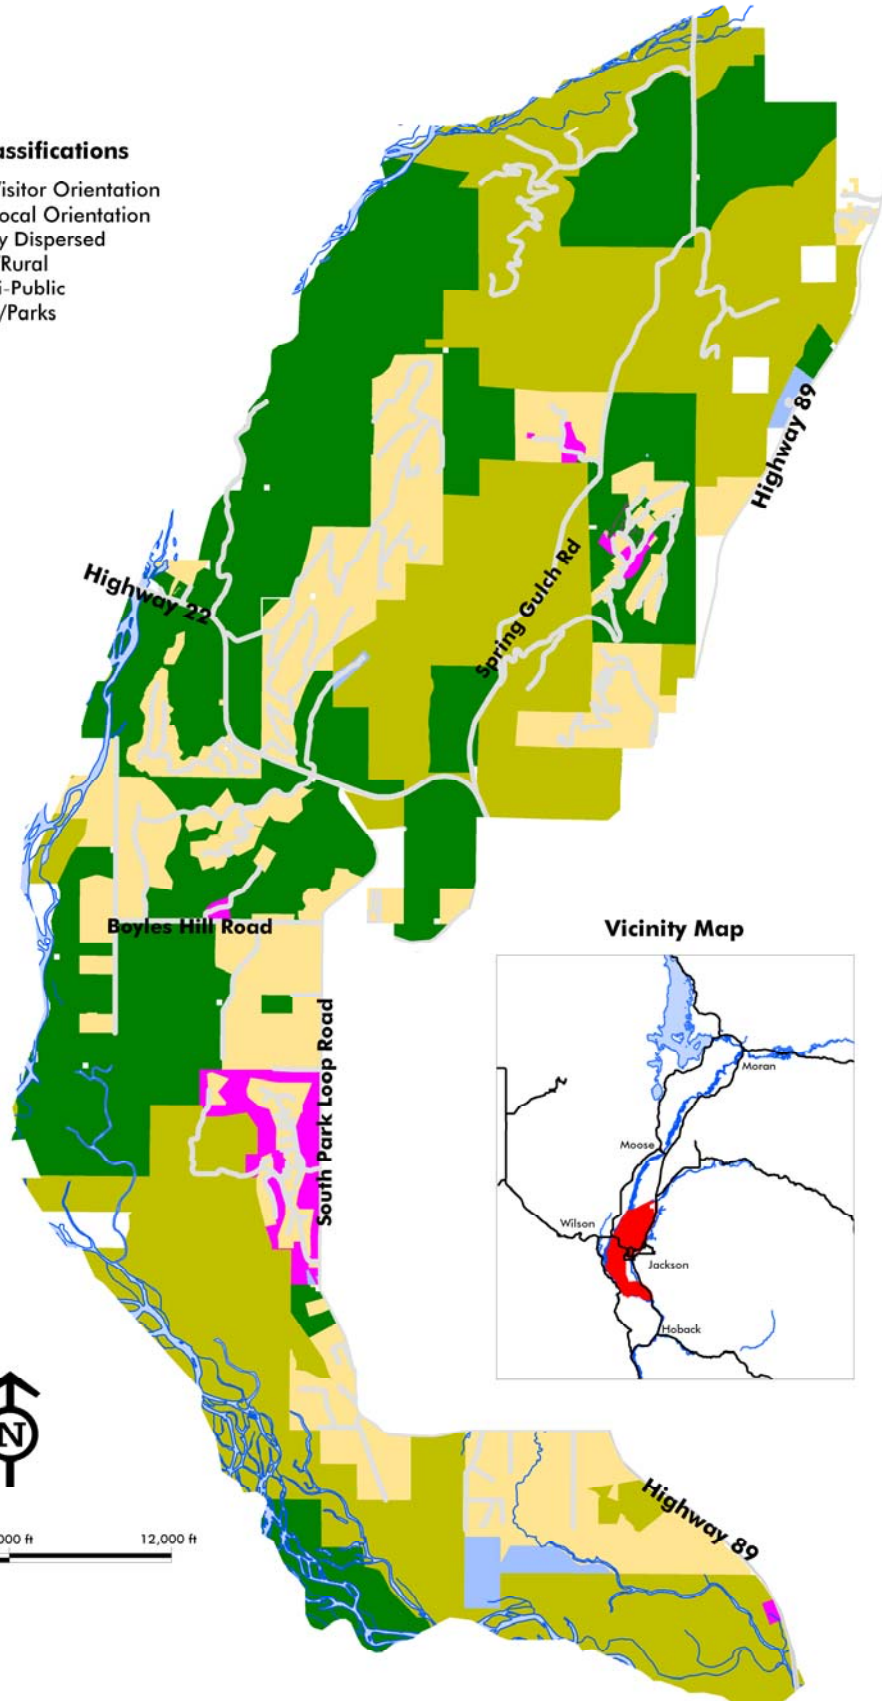 assifications
isitor Orientation
ocal Orientation
y Dispersed
/Rural
i-Public
/Parks
Highway 89
Highway 22
Spring Gulch Rd
Boyles Hill Road
South Park Loop Road
Vicinity Map
Moran
Moose
Wilson
Jackson
Hoback
N
000 ft
12,000 ft
Highway 89